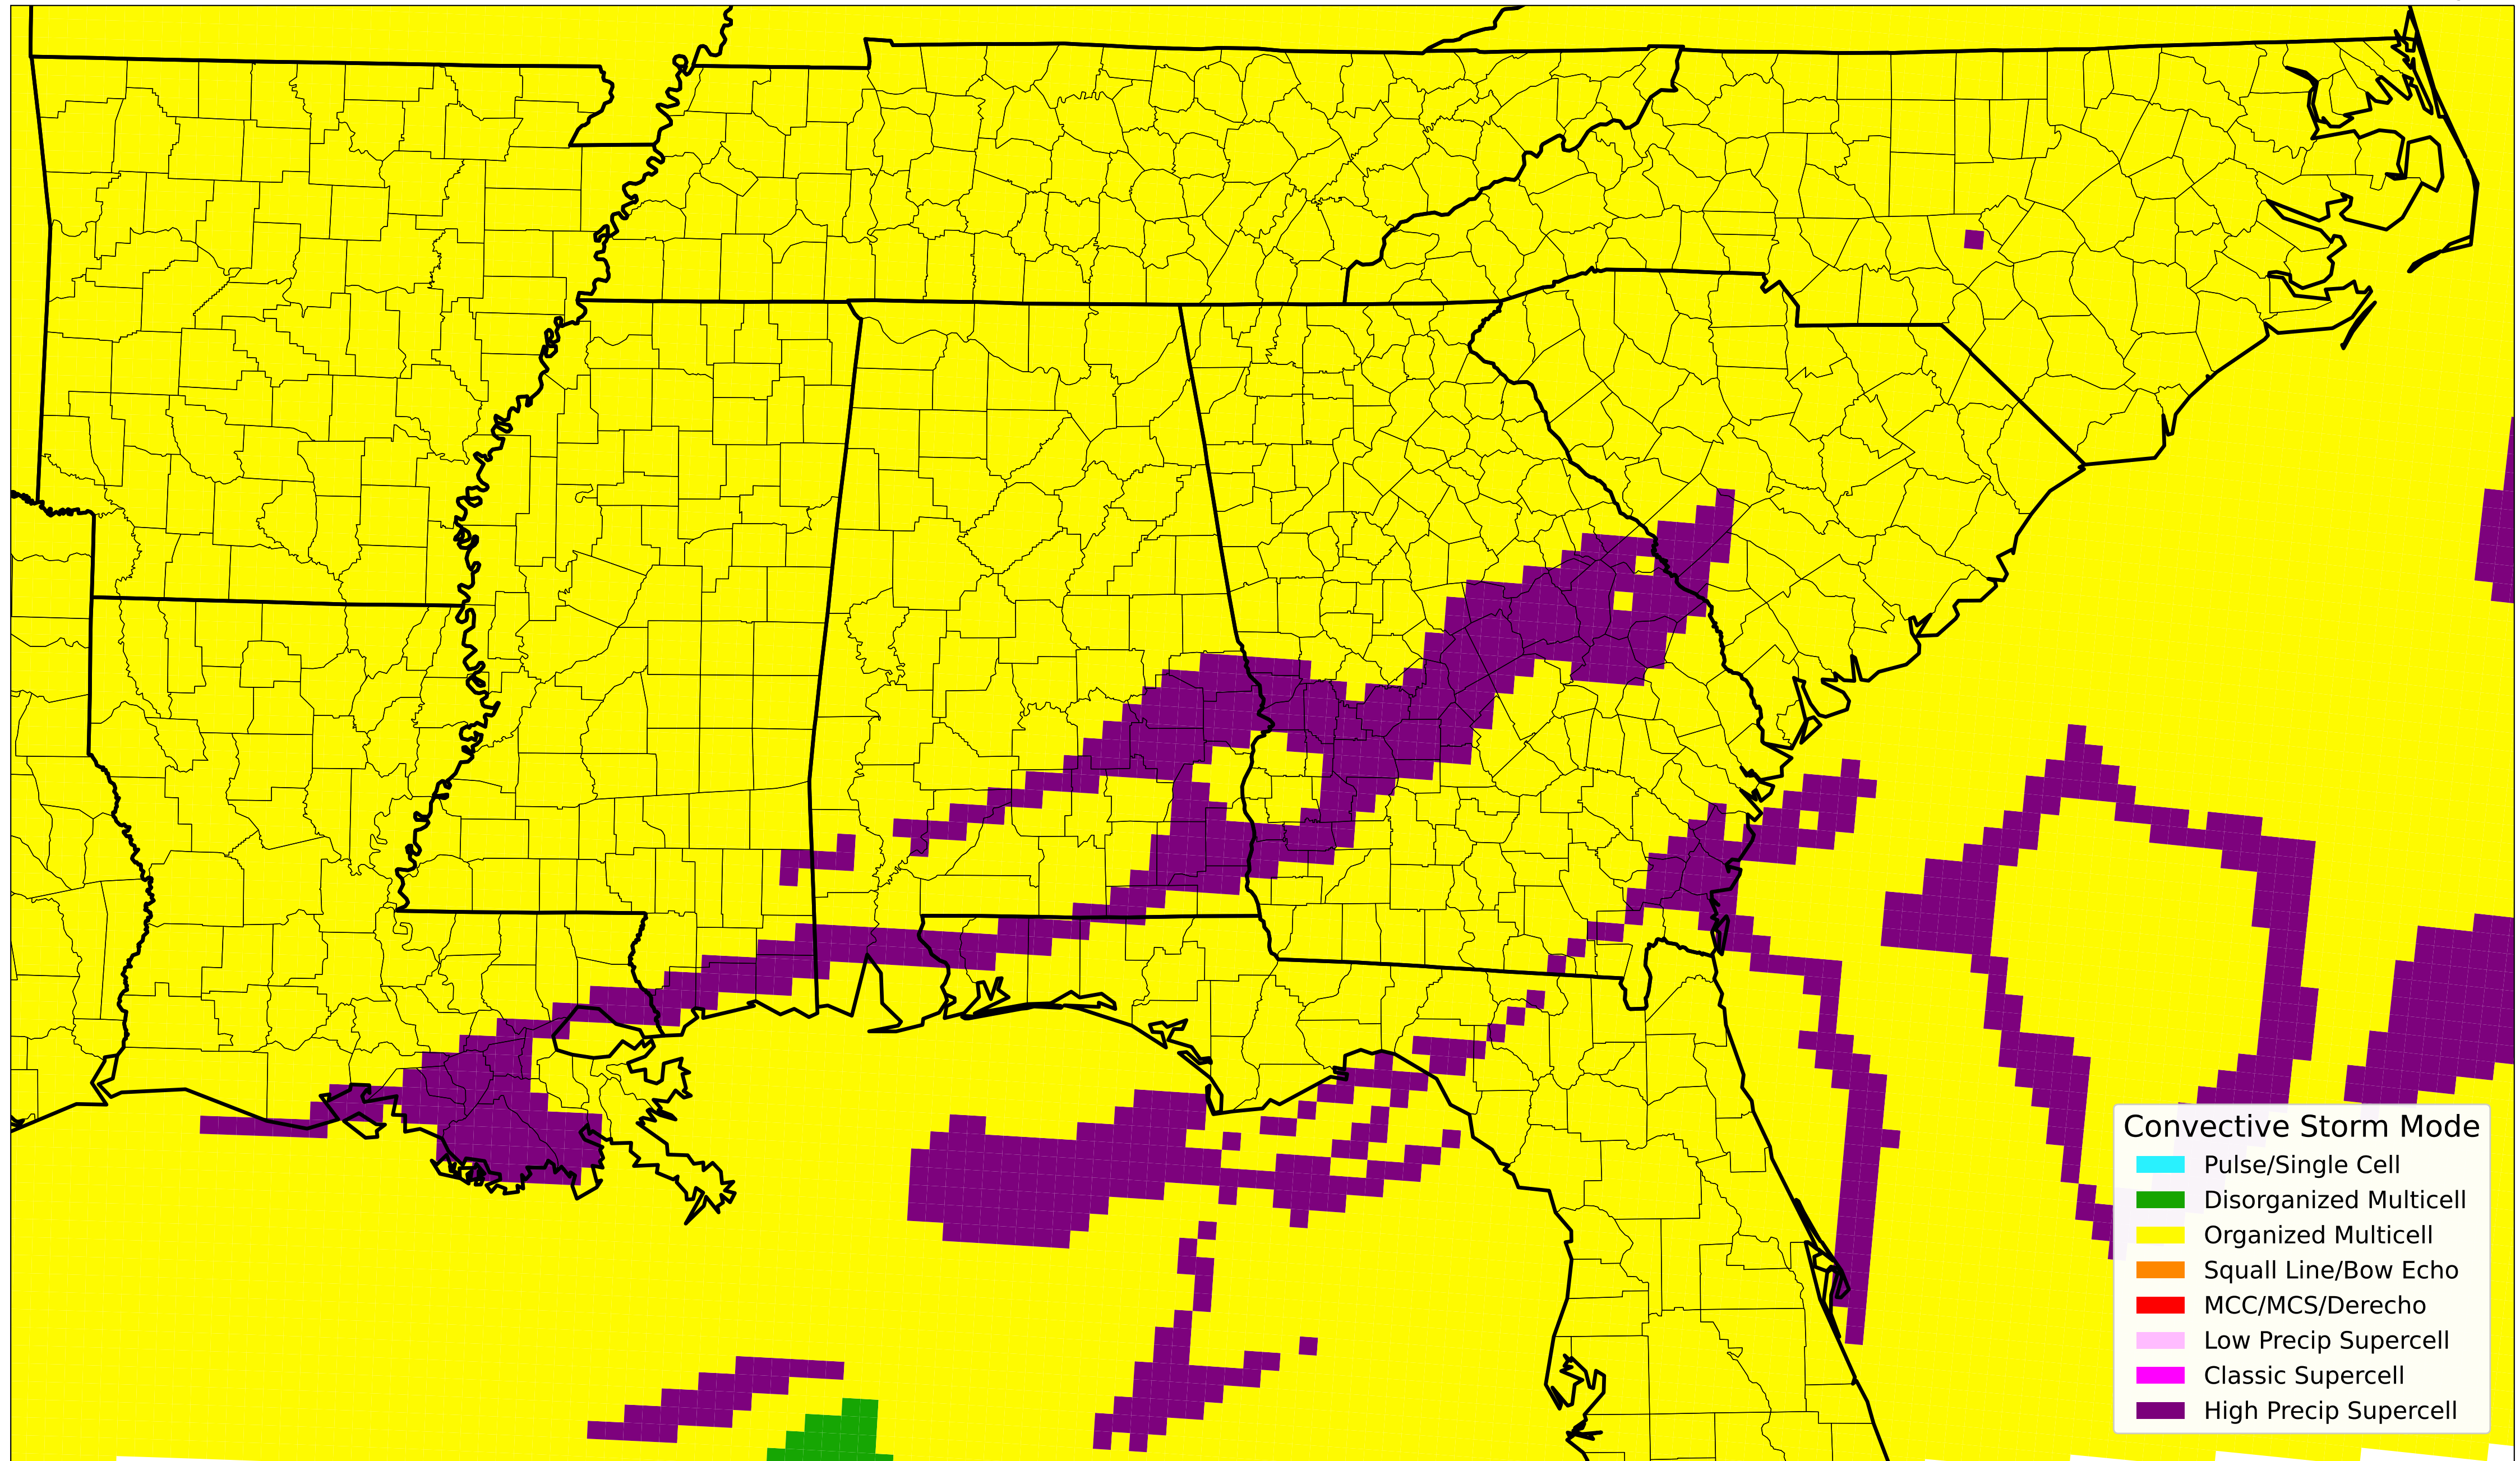 Convective Storm Mode
Pulse/Single Cell
Disorganized Multicell
Organized Multicell
Squall Line/Bow Echo
MCC/MCS/Derecho
Low Precip Supercell
Classic Supercell
High Precip Supercell